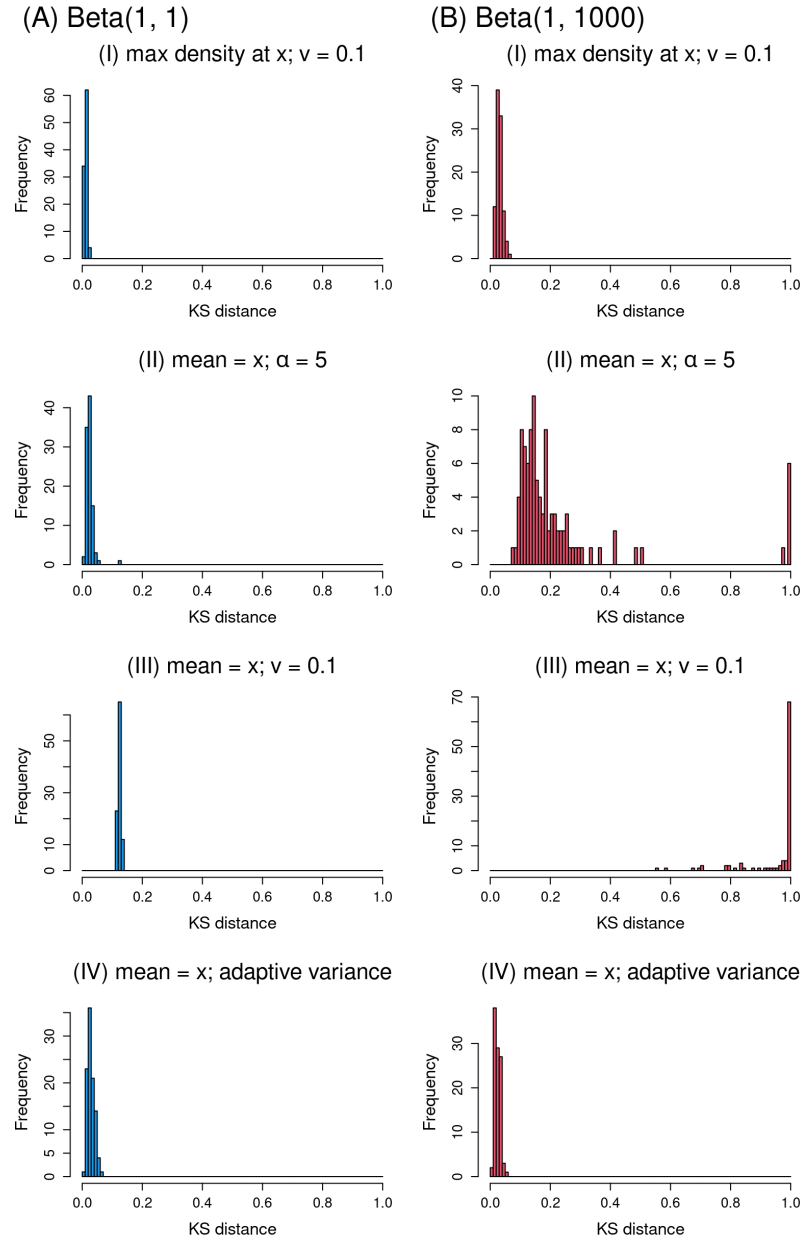 (A) Beta(1, 1)
(B) Beta(1, 1000)
(I) max density at x; v = 0.1
Frequency
0 10 20 30 40 50 60
0.0 0.2 0.4 0.6 0.8 1.0
KS distance
(I) max density at x; v = 0.1
Frequency
0 10 20 30 40
0.0 0.2 0.4 0.6 0.8 1.0
KS distance
(II) mean = x; α = 5
Frequency
0 10 20 30 40
0.0 0.2 0.4 0.6 0.8 1.0
KS distance
(II) mean = x; α = 5
Frequency
0 2 4 6 8 10
0.0 0.2 0.4 0.6 0.8 1.0
KS distance
(III) mean = x; v = 0.1
Frequency
0 10 30 50
0.0 0.2 0.4 0.6 0.8 1.0
KS distance
(III) mean = x; v = 0.1
Frequency
0 10 30 50 70
0.0 0.2 0.4 0.6 0.8 1.0
KS distance
(IV) mean = x; adaptive variance
Frequency
0 5 10 20 30
0.0 0.2 0.4 0.6 0.8 1.0
KS distance
(IV) mean = x; adaptive variance
Frequency
0 10 20 30
0.0 0.2 0.4 0.6 0.8 1.0
KS distance